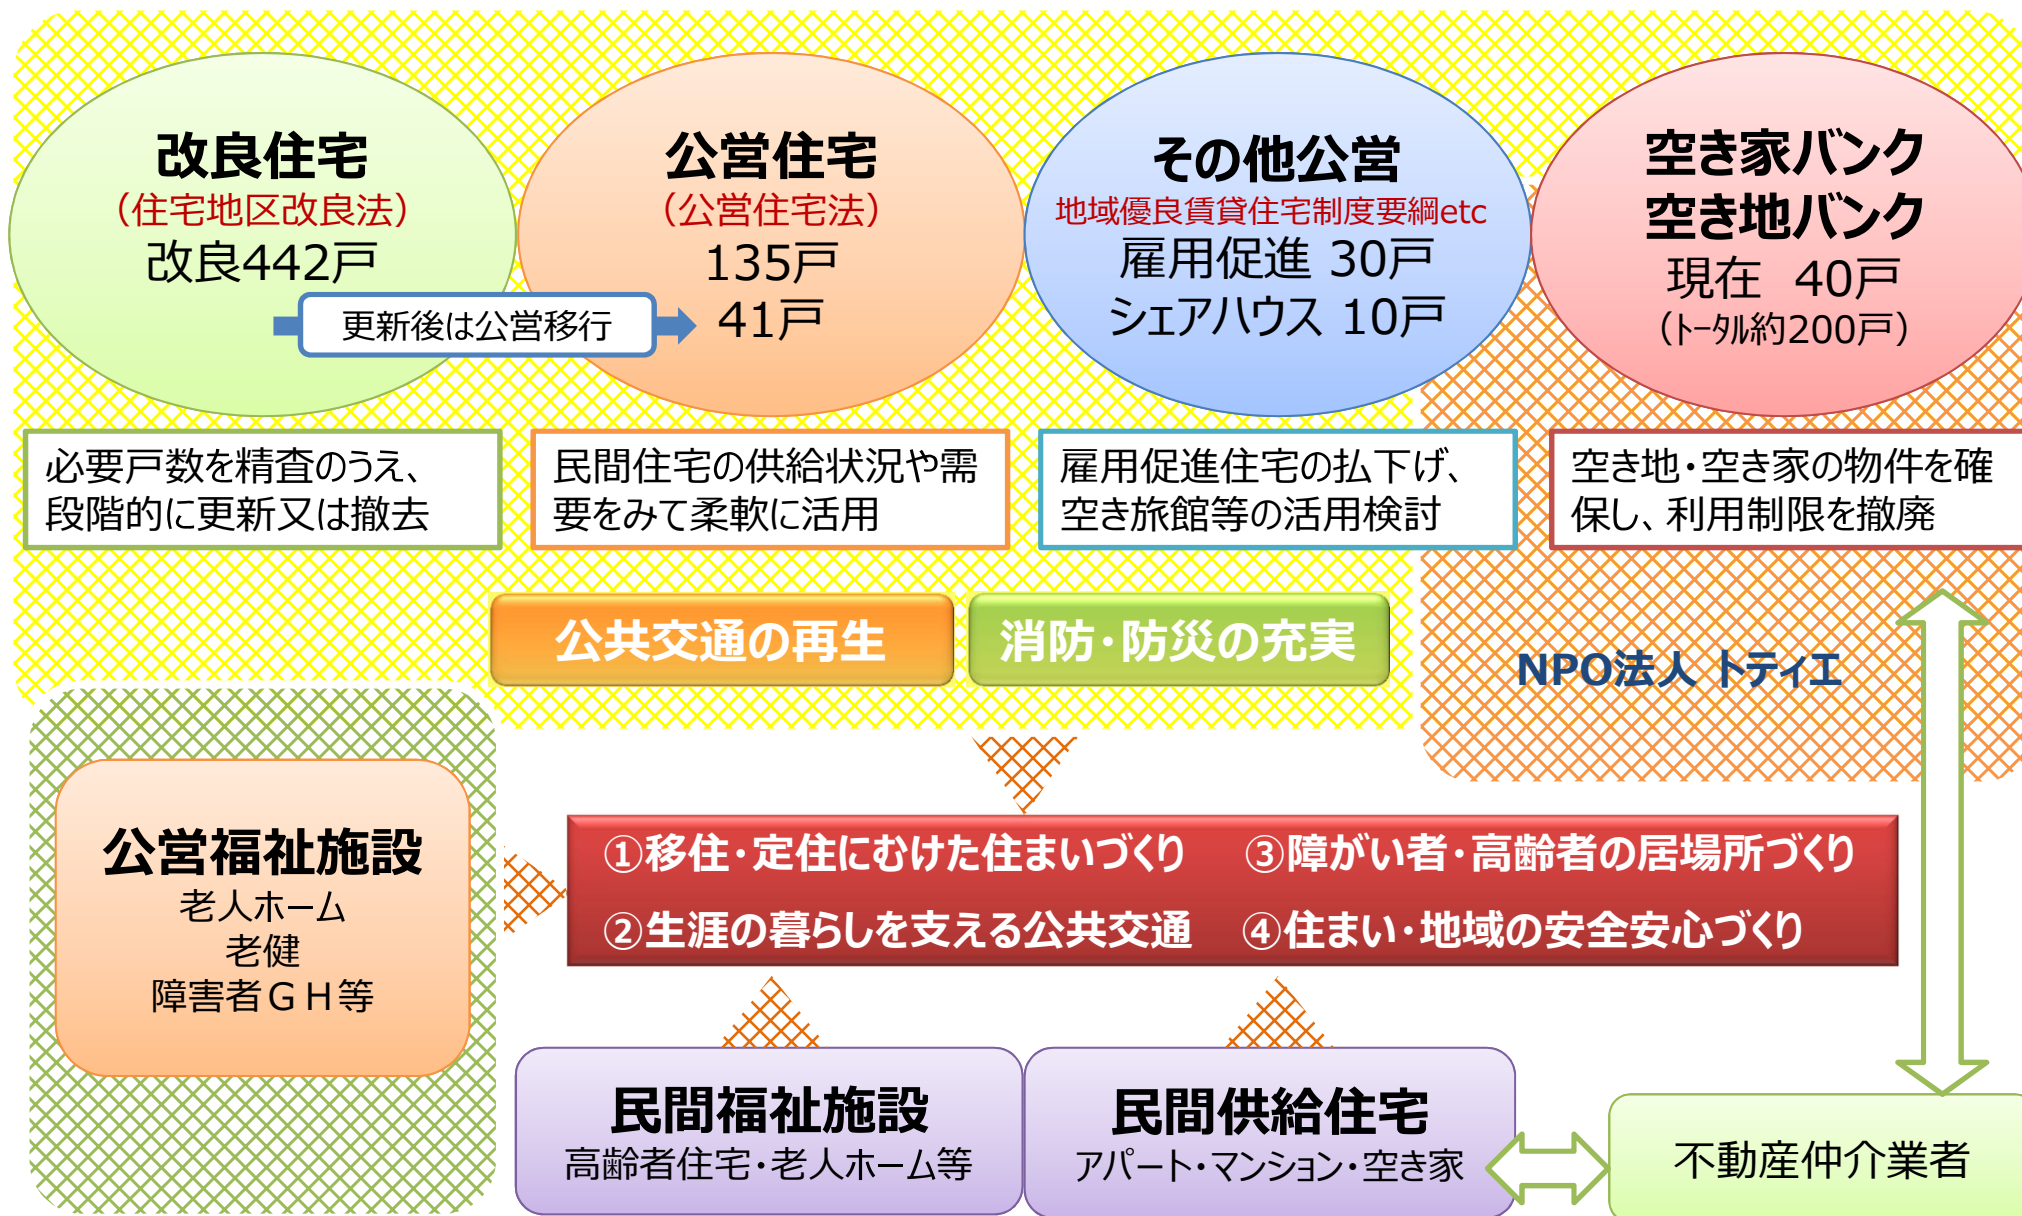 改良住宅
（住宅地区改良法）
改良442戸
更新後は公営移行
公営住宅
（公営住宅法）
135戸
41戸
その他公営
地域優良賃貸住宅制度要綱etc
雇用促進 30戸
シェアハウス 10戸
空き家バンク
空き地バンク
現在　40戸
（トータル約200戸）
必要戸数を精査のうえ、
段階的に更新又は撤去
民間住宅の供給状況や需
要をみて柔軟に活用
雇用促進住宅の払下げ、
空き旅館等の活用検討
空き地・空き家の物件を確
保し、利用制限を撤廃
公共交通の再生
消防・防災の充実
NPO法人 トティエ
公営福祉施設
老人ホーム
老健
障害者ＧＨ等
①移住・定住にむけた住まいづくり
②生涯の暮らしを支える公共交通
③障がい者・高齢者の居場所づくり
④住まい・地域の安全安心づくり
民間福祉施設
高齢者住宅・老人ホーム等
民間供給住宅
アパート・マンション・空き家
不動産仲介業者